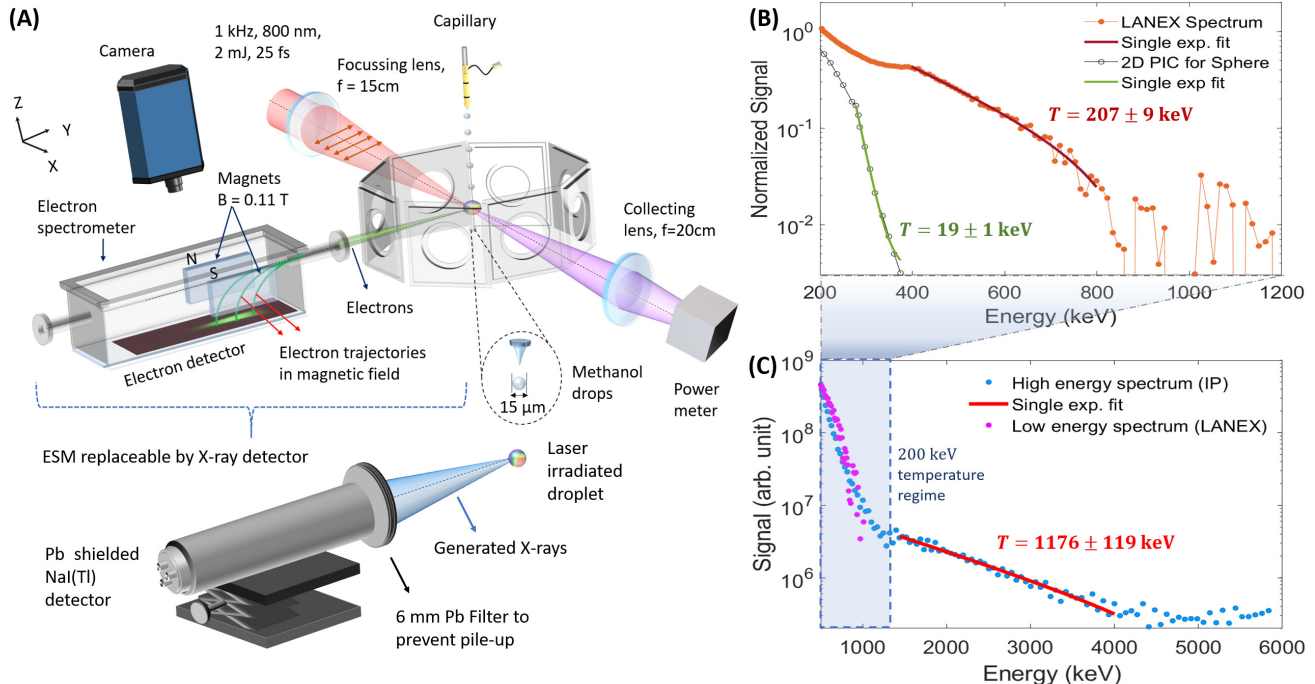 (A)
Camera
1 kHz, 800 nm,
2 mJ, 25 fs
Focussing lens,
f = 15cm
Capillary
Z
Y
X
Magnets
B = 0.11 T
Electron
spectrometer
N
S
Electrons
Electron detector
Electron trajectories
in magnetic field
Collecting
lens, f=20cm
Power
meter
Methanol
drops
15 μm
ESM replaceable by X-ray detector
Laser
irradiated
droplet
Generated X-rays
Pb shielded
NaI(Tl)
detector
6 mm Pb Filter to
prevent pile-up
(B)
Normalized Signal
10^0
10^-1
10^-2
LANEX Spectrum
Single exp. fit
2D PIC for Sphere
Single exp fit
T = 207 ± 9 keV
T = 19 ± 1 keV
200 400 600 800 1000 1200
Energy (keV)
(C)
Signal (arb. unit)
10^9
10^8
10^7
10^6
High energy spectrum (IP)
Single exp. fit
Low energy spectrum (LANEX)
200 keV
temperature
regime
T = 1176 ± 119 keV
1000 2000 3000 4000 5000 6000
Energy (keV)